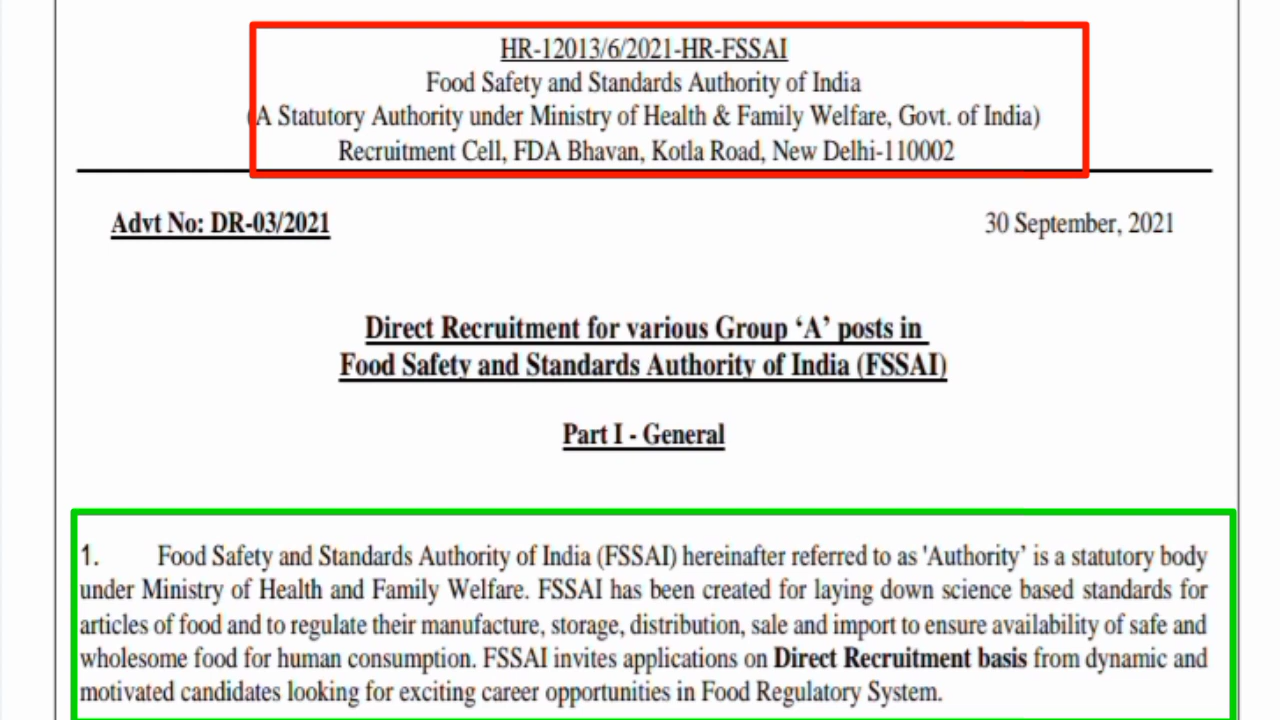 HR-12013/6/2021-HR-FSSAI
Food Safety and Standards Authority of India
(A Statutory Authority under Ministry of Health & Family Welfare, Govt. of India)
Recruitment Cell, FDA Bhavan, Kotla Road, New Delhi-110002
Advt No: DR-03/2021 30 September, 2021
Direct Recruitment for various Group ‘A’ posts in
Food Safety and Standards Authority of India (FSSAI)
Part I - General
1. Food Safety and Standards Authority of India (FSSAI) hereinafter referred to as 'Authority’ is a statutory body
under Ministry of Health and Family Welfare. FSSAI has been created for laying down science based standards for
articles of food and to regulate their manufacture, storage, distribution, sale and import to ensure availability of safe and
wholesome food for human consumption. FSSAI invites applications on Direct Recruitment basis from dynamic and
motivated candidates looking for exciting career opportunities in Food Regulatory System.